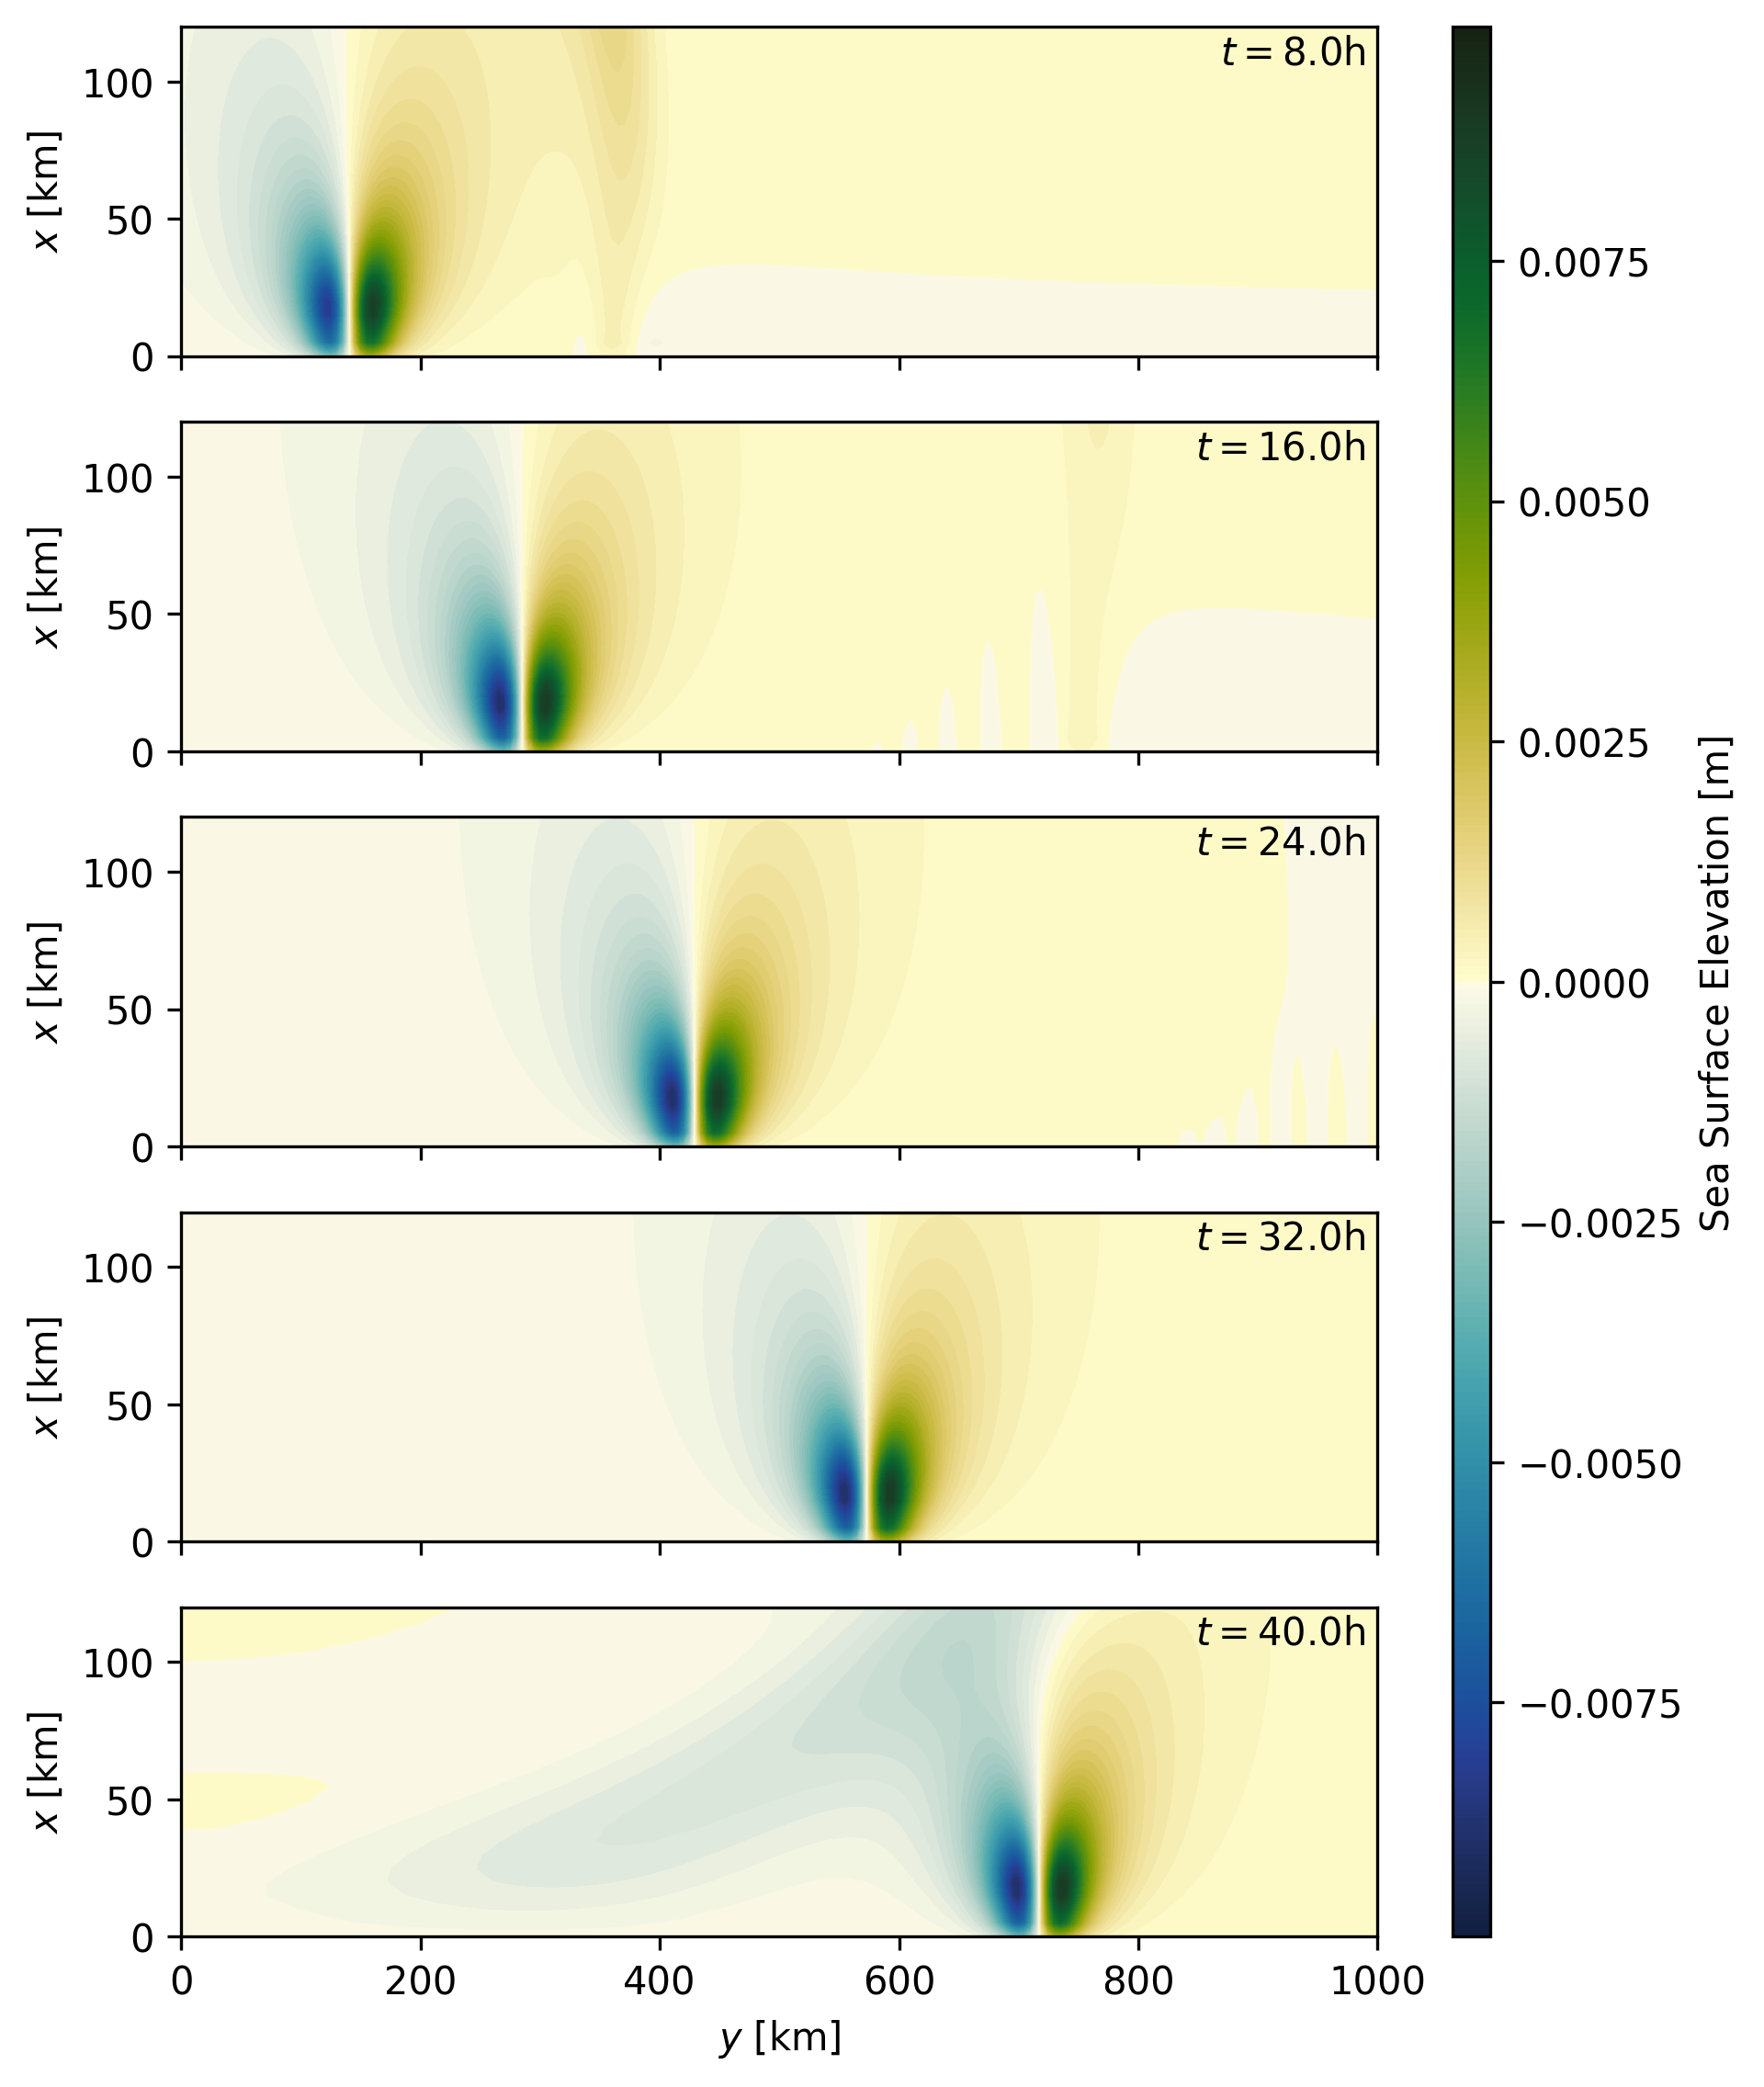 t = 8.0h
100
50
0
x [km]
t = 16.0h
100
50
0
x [km]
t = 24.0h
100
50
0
x [km]
t = 32.0h
100
50
0
x [km]
t = 40.0h
100
50
0
x [km]
0 200 400 600 800 1000
y [km]
0.0075
0.0050
0.0025
0.0000
−0.0025
−0.0050
−0.0075
Sea Surface Elevation [m]